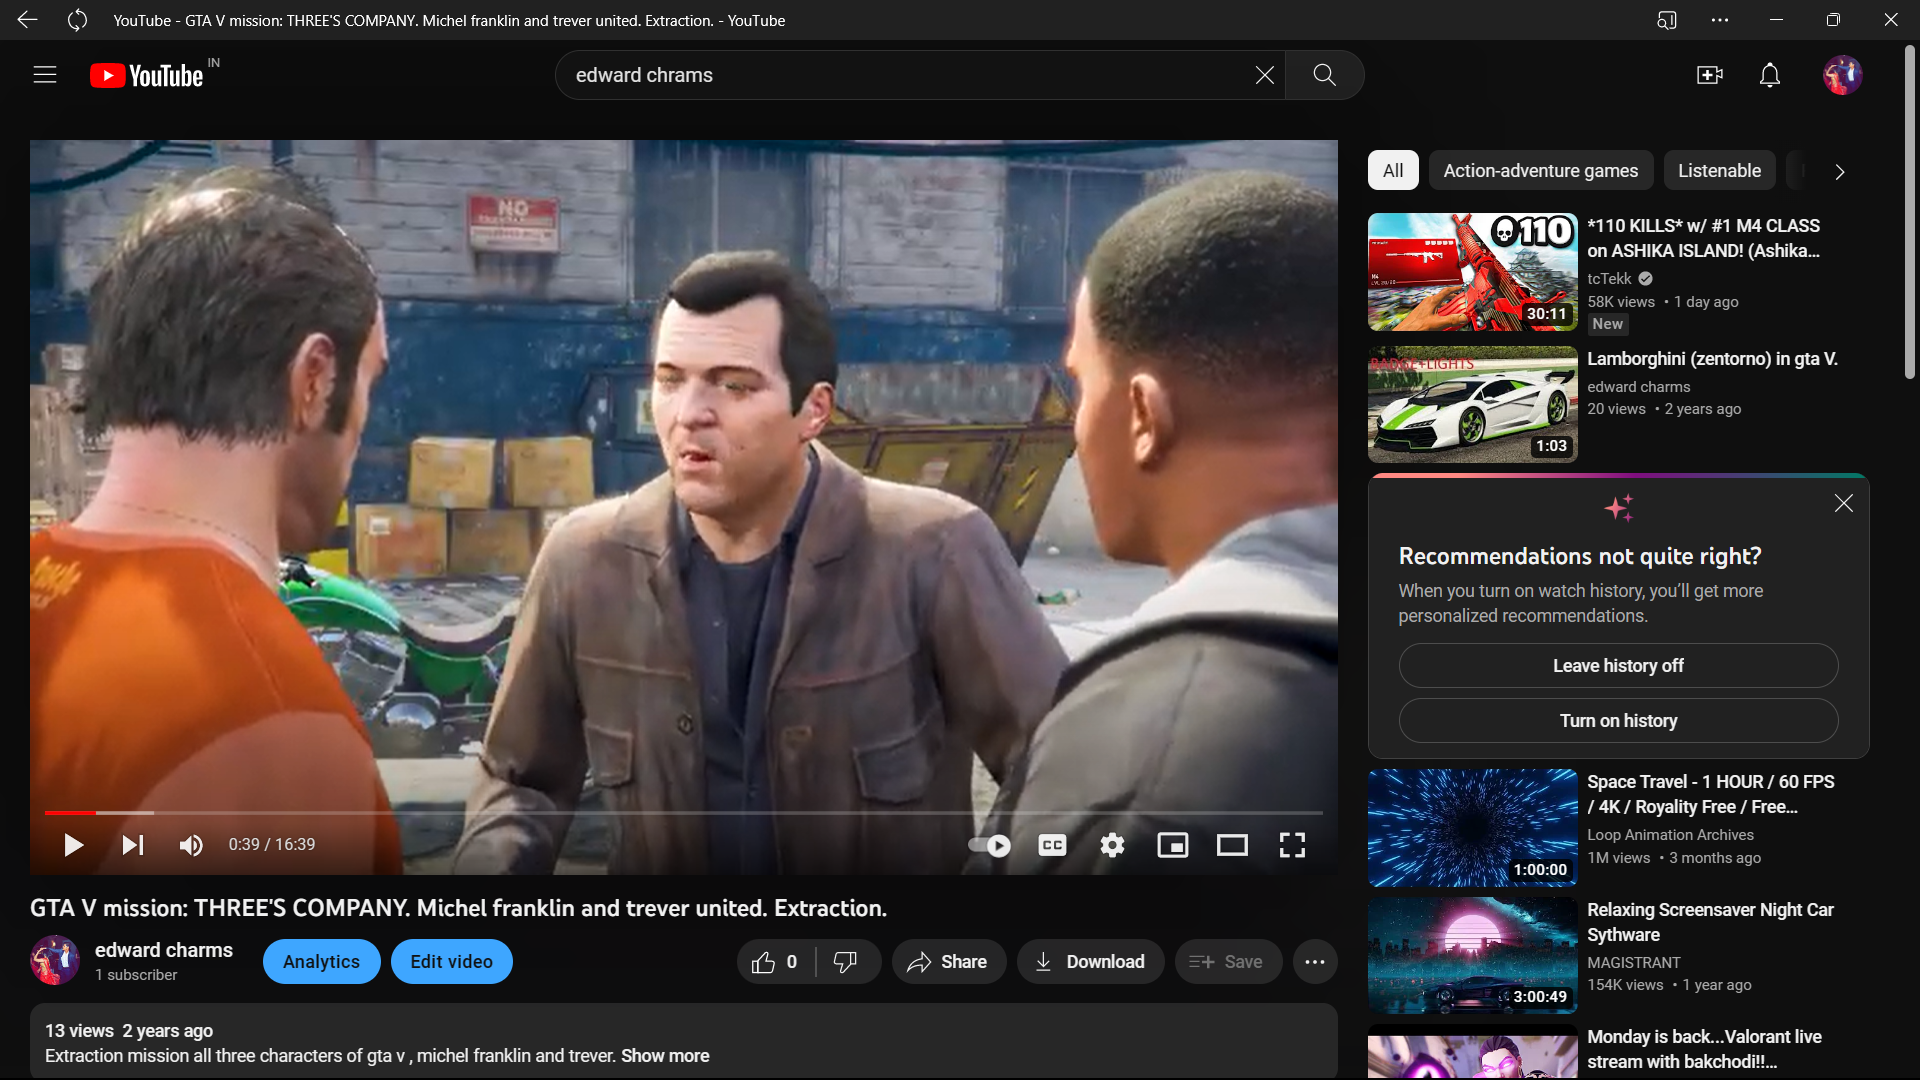 YouTube - GTA V mission: THREE'S COMPANY. Michel franklin and trever united. Extraction. - YouTube
YouTube IN
edward chrams
All
Action-adventure games
Listenable
NO
110
30:11
*110 KILLS* w/ #1 M4 CLASS
on ASHIKA ISLAND! (Ashika...
tcTekk
58K views • 1 day ago
New
BADGE+LIGHTS
1:03
Lamborghini (zentorno) in gta V.
edward charms
20 views • 2 years ago
Recommendations not quite right?
When you turn on watch history, you'll get more
personalized recommendations.
Leave history off
Turn on history
0:39 / 16:39
CC
1:00:00
Space Travel - 1 HOUR / 60 FPS
/ 4K / Royality Free / Free...
Loop Animation Archives
1M views • 3 months ago
GTA V mission: THREE'S COMPANY. Michel franklin and trever united. Extraction.
edward charms
1 subscriber
Analytics
Edit video
0
Share
Download
Save
3:00:49
Relaxing Screensaver Night Car
Sythware
MAGISTRANT
154K views • 1 year ago
13 views 2 years ago
Extraction mission all three characters of gta v , michel franklin and trever. Show more
Monday is back...Valorant live
stream with bakchodi!!...